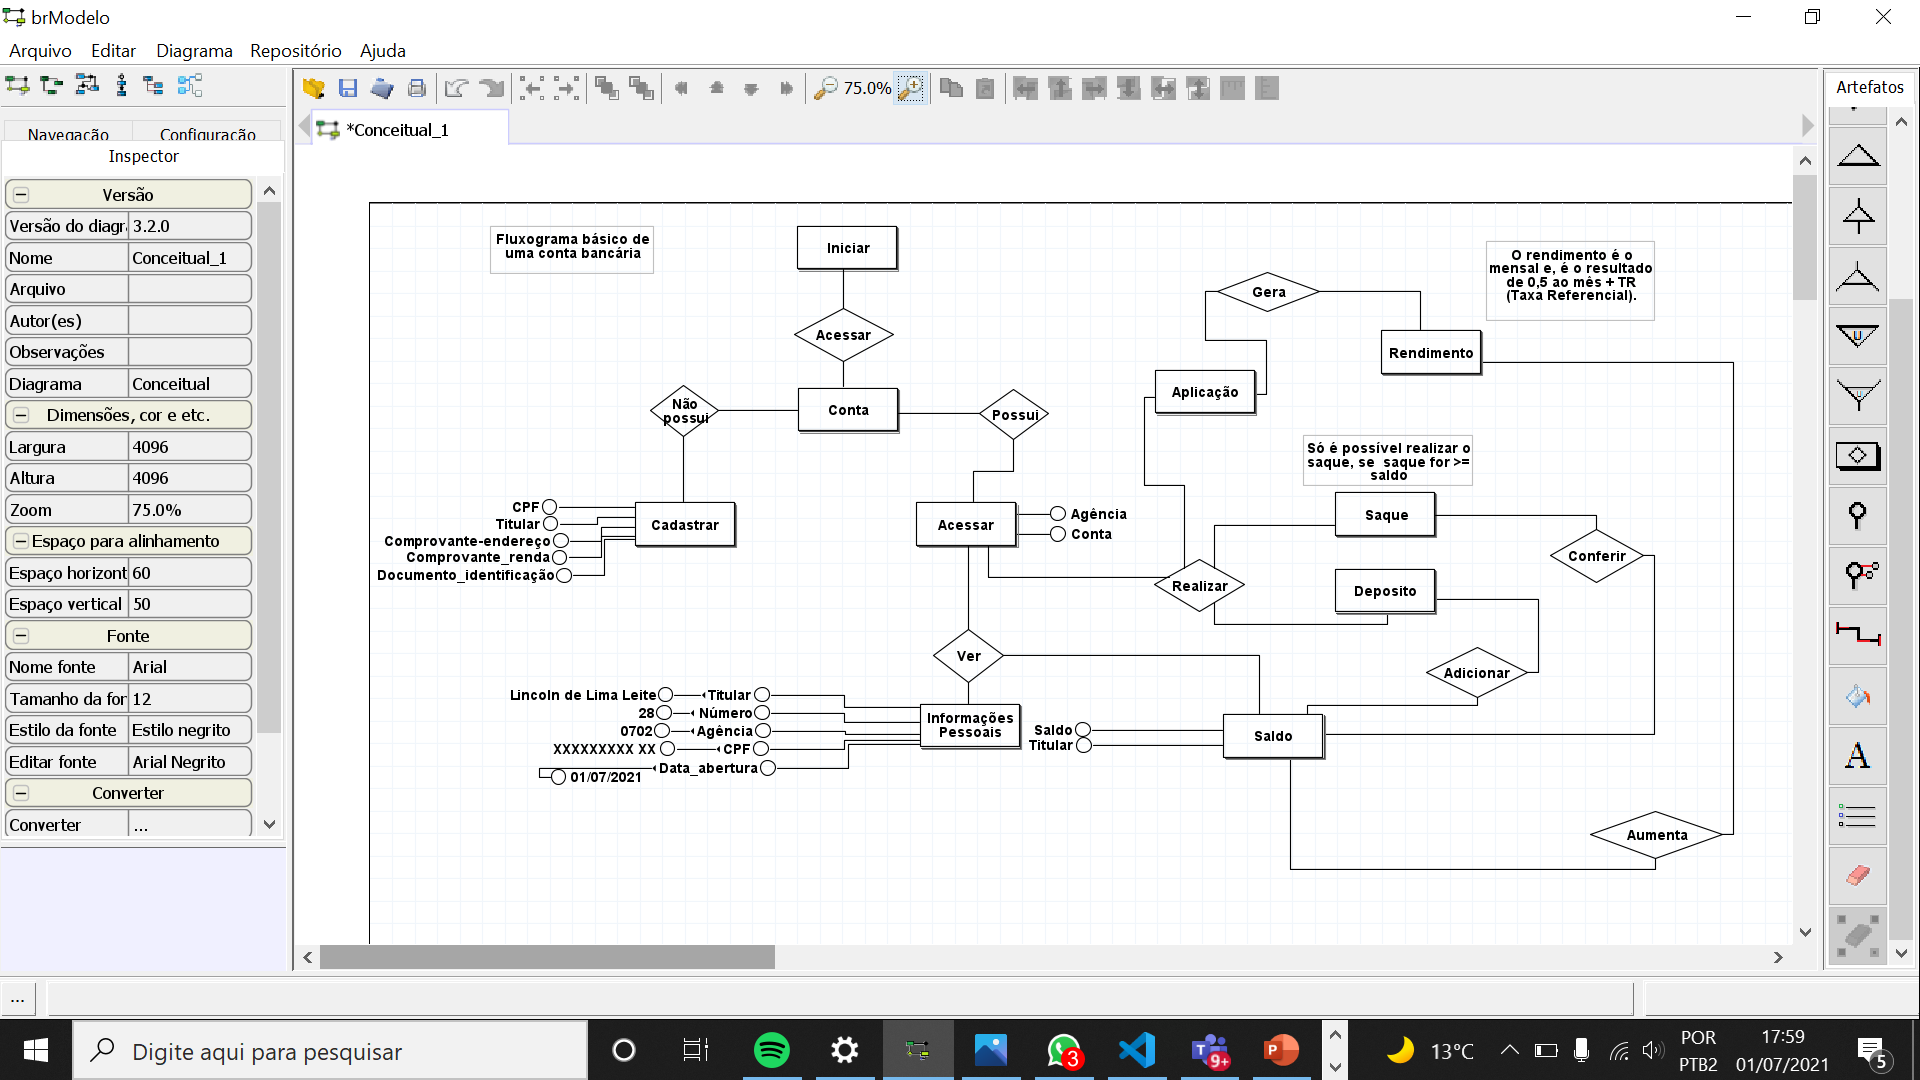 brModelo
Arquivo Editar Diagrama Repositório Ajuda
75.0%
Artefatos
Navegação Configuração
*Conceitual_1
Inspector
Versão
Versão do diagr 3.2.0
Nome Conceitual_1
Arquivo
Autor(es)
Observações
Diagrama Conceitual
Dimensões, cor e etc.
Largura 4096
Altura 4096
Zoom 75.0%
Espaço para alinhamento
Espaço horizont 60
Espaço vertical 50
Fonte
Nome fonte Arial
Tamanho da for 12
Estilo da fonte Estilo negrito
Editar fonte Arial Negrito
Converter
Converter ...
Fluxograma básico de
uma conta bancária
Iniciar
Acessar
Não
possui
Conta
Possui
CPF
Titular
Comprovante-endereço
Comprovante_renda
Documento_identificação
Cadastrar
Acessar
Agência
Conta
Gera
O rendimento é o
mensal e, é o resultado
de 0,5 ao mês + TR
(Taxa Referencial).
Rendimento
Aplicação
Só é possível realizar o
saque, se saque for >=
saldo
Saque
Conferir
Realizar
Deposito
Ver
Adicionar
Lincoln de Lima Leite Titular
28 Número
0702 Agência
XXXXXXXXX XX CPF
Data_abertura
01/07/2021
Informações
Pessoais
Saldo
Titular
Saldo
Aumenta
...
Digite aqui para pesquisar
3
9+
13°C
POR
PTB2
17:59
01/07/2021
5